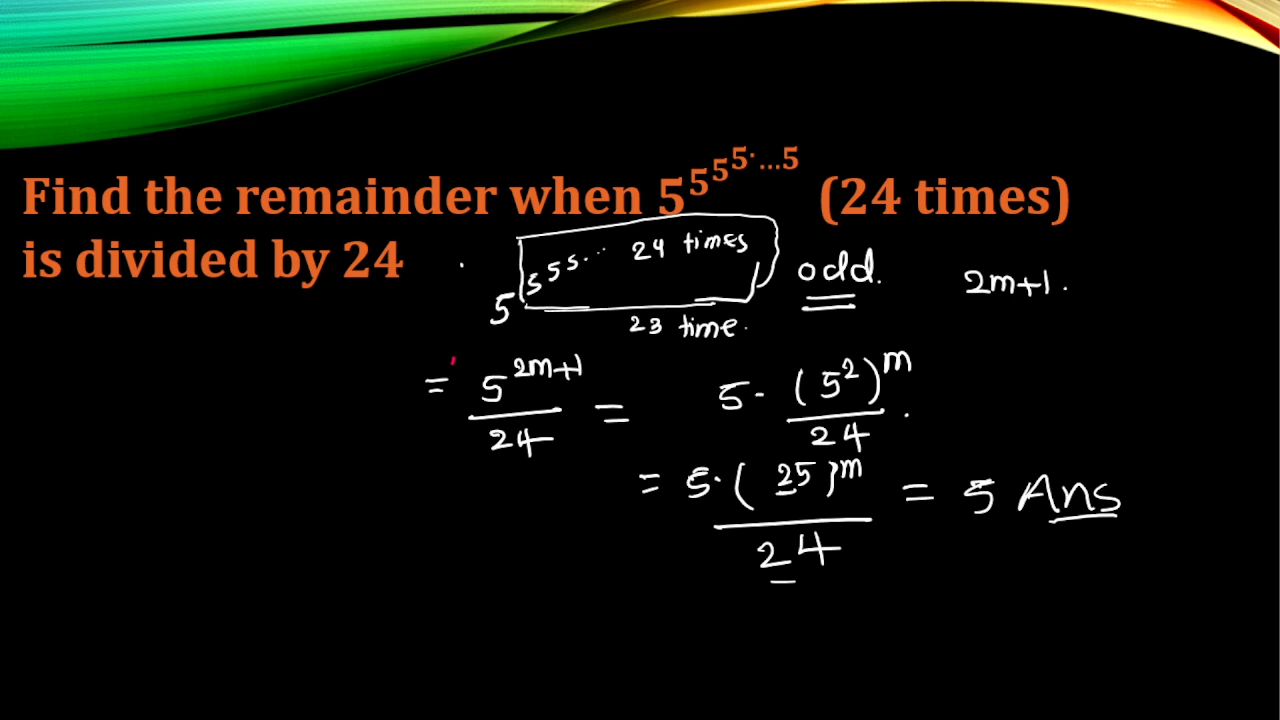 Find the remainder when 5^5^5^5^.…5 (24 times)
is divided by 24
5^5^5^5.... 24 times odd. 2m+1.
23 time.
= 5^(2m+1)/24 = 5. (5^2)^m/24.
= 5.(25)^m/24 = 5 Ans